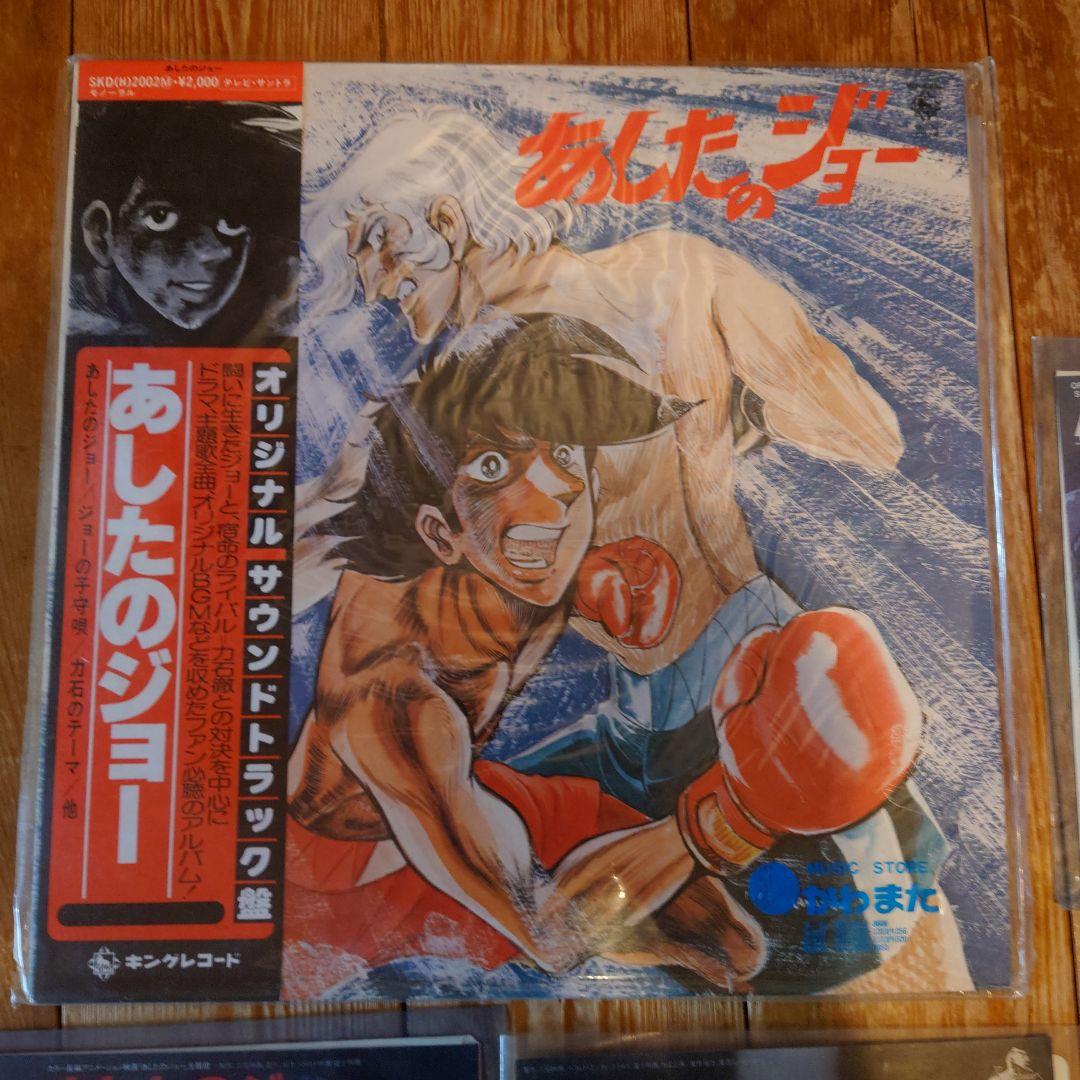 あしたのジョー
SKD(H)2002M・¥2,000 テレビ・サントラ
モノーラル
あしたのジョー
オリジナルサウンドトラック盤
闘いに生きたジョーと、宿命のライバル力石徹との対決を中心に
ドラマ、主題歌全曲、オリジナルBGMなどを収めたファン必聴のアルバム!
あしたのジョー
あしたのジョー/ジョーの子守唄/力石のテーマ/他
キングレコード
MUSIC STORE
かわまた